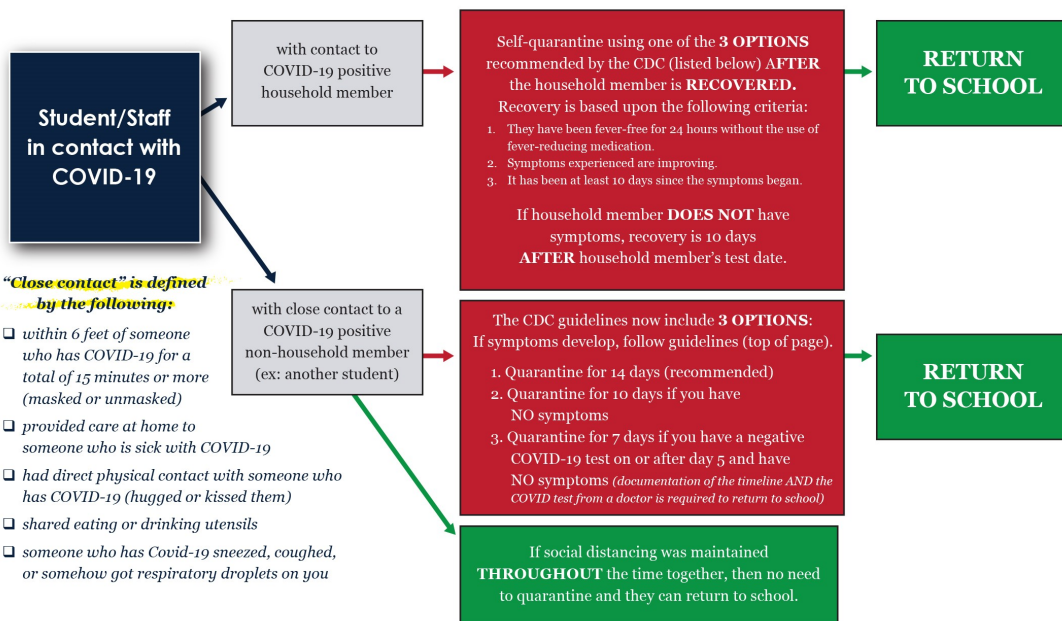 Student/Staff
in contact with
COVID-19
with contact to
COVID-19 positive
household member
Self-quarantine using one of the 3 OPTIONS
recommended by the CDC (listed below) AFTER
the household member is RECOVERED.
Recovery is based upon the following criteria:
1. They have been fever-free for 24 hours without the use of
fever-reducing medication.
2. Symptoms experienced are improving.
3. It has been at least 10 days since the symptoms began.
If household member DOES NOT have
symptoms, recovery is 10 days
AFTER household member's test date.
RETURN
TO SCHOOL
"Close contact" is defined
by the following:
❑ within 6 feet of someone
who has COVID-19 for a
total of 15 minutes or more
(masked or unmasked)
❑ provided care at home to
someone who is sick with COVID-19
❑ had direct physical contact with someone who
has COVID-19 (hugged or kissed them)
❑ shared eating or drinking utensils
❑ someone who has Covid-19 sneezed, coughed,
or somehow got respiratory droplets on you
with close contact to a
COVID-19 positive
non-household member
(ex: another student)
The CDC guidelines now include 3 OPTIONS:
If symptoms develop, follow guidelines (top of page).
1. Quarantine for 14 days (recommended)
2. Quarantine for 10 days if you have
NO symptoms
3. Quarantine for 7 days if you have a negative
COVID-19 test on or after day 5 and have
NO symptoms (documentation of the timeline AND the
COVID test from a doctor is required to return to school)
RETURN
TO SCHOOL
If social distancing was maintained
THROUGHOUT the time together, then no need
to quarantine and they can return to school.